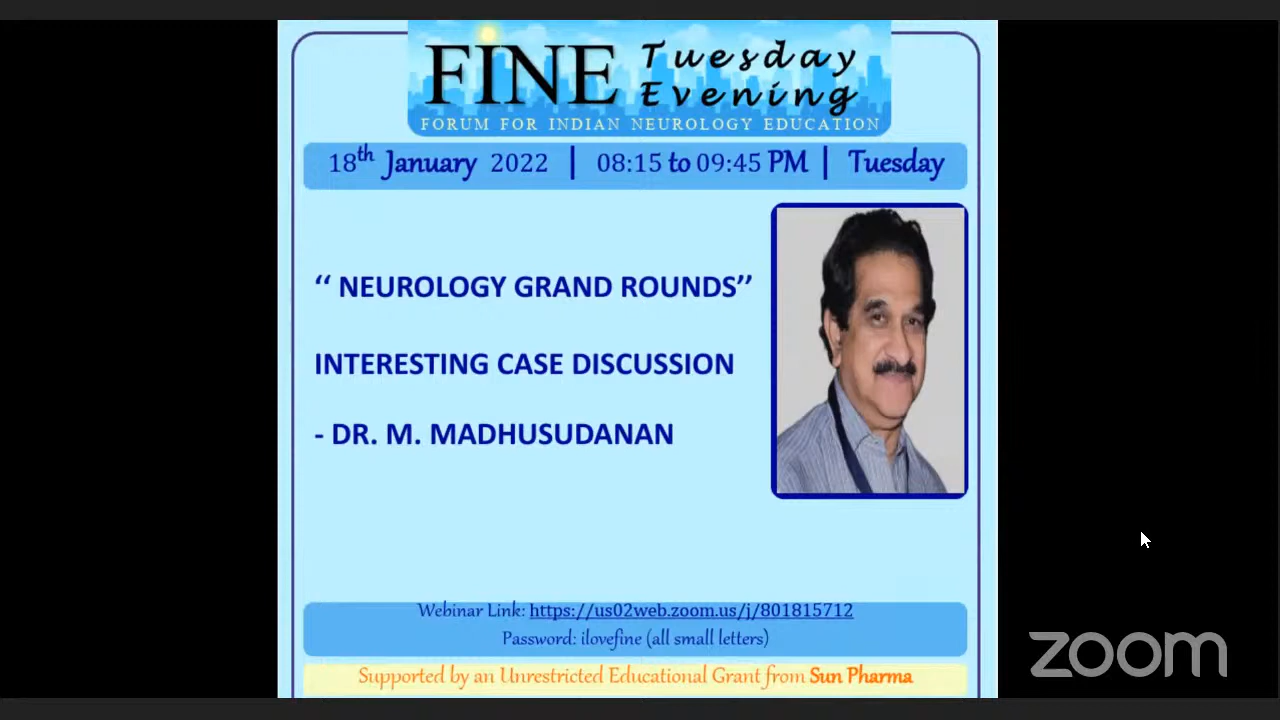 FINE Tuesday Evening
FORUM FOR INDIAN NEUROLOGY EDUCATION
18th January 2022 | 08:15 to 09:45 PM | Tuesday
“ NEUROLOGY GRAND ROUNDS”
INTERESTING CASE DISCUSSION
- DR. M. MADHUSUDANAN
Webinar Link: https://us02web.zoom.us/j/801815712
Password: ilovefine (all small letters)
Supported by an Unrestricted Educational Grant from Sun Pharma
zoom